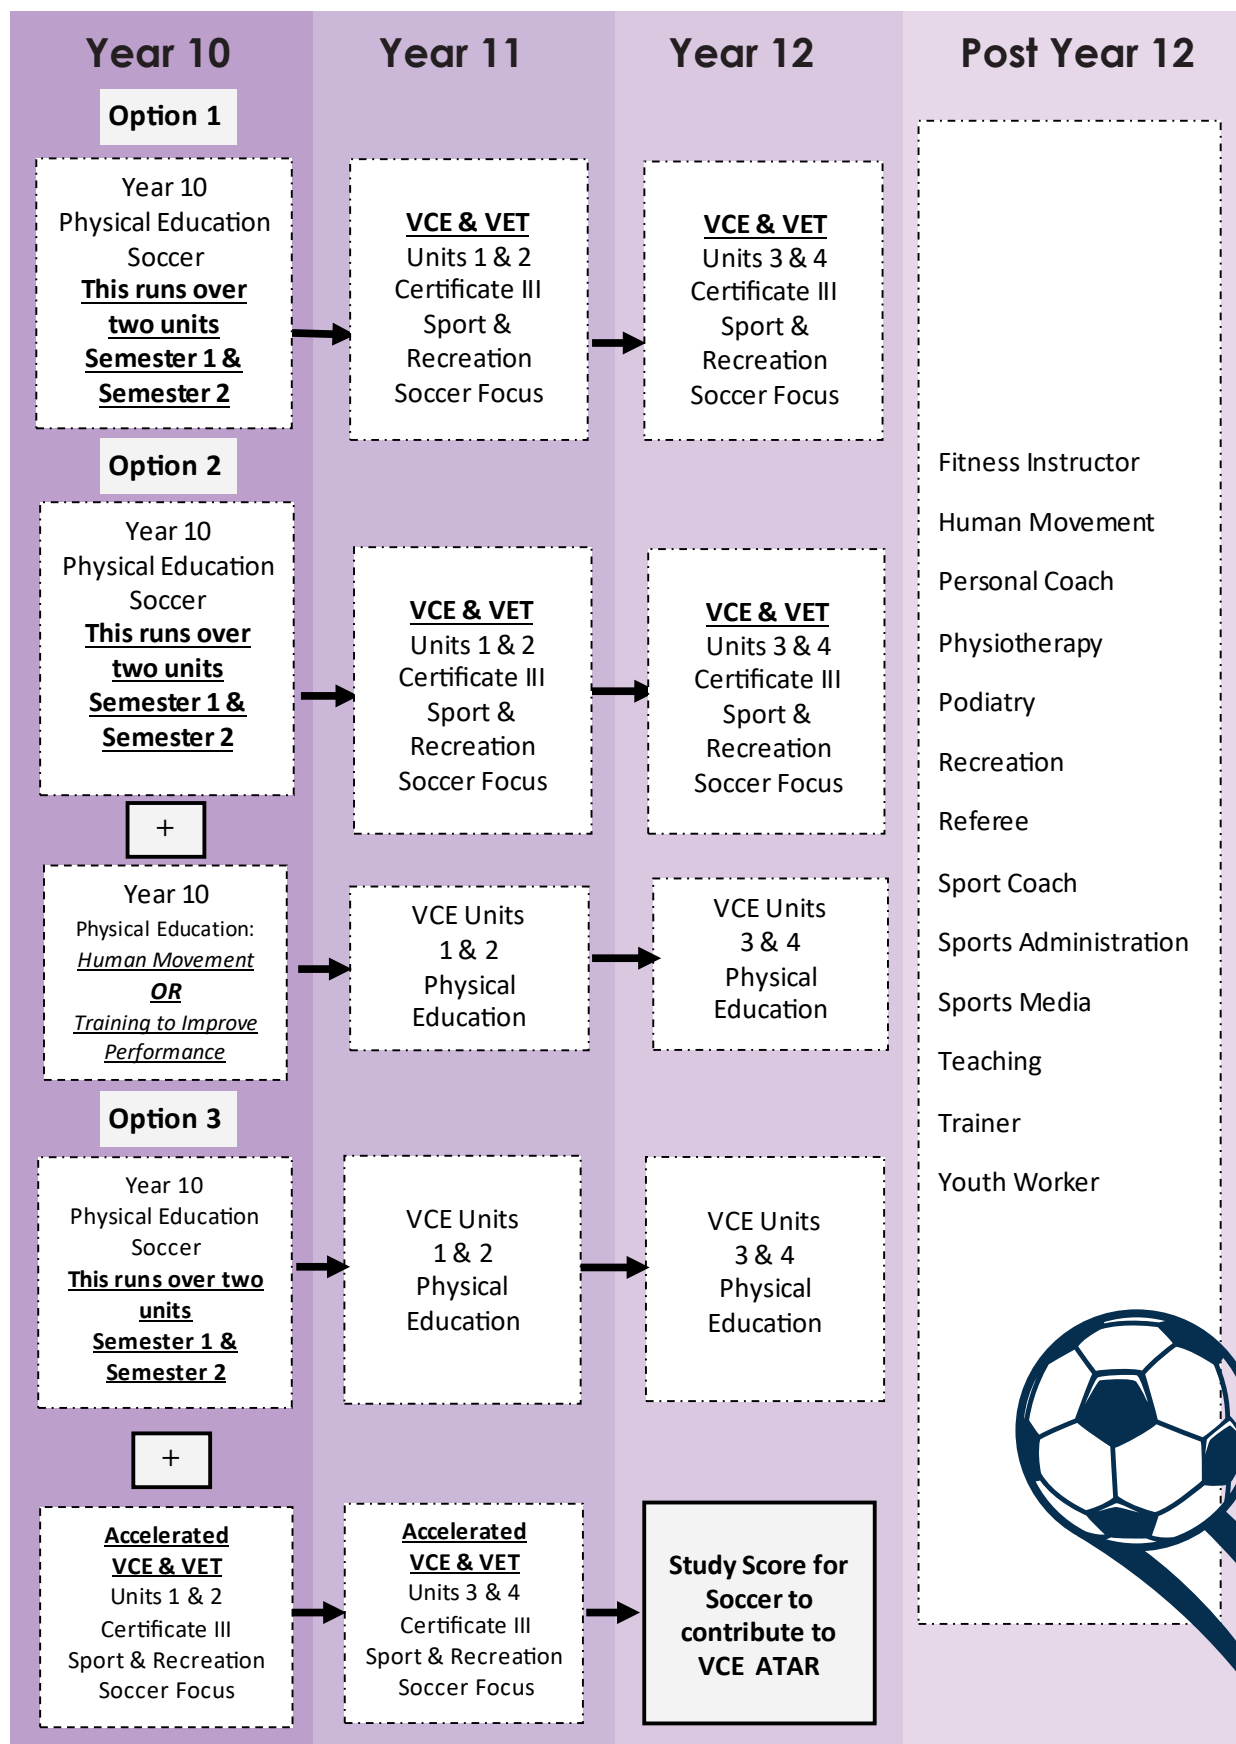 Year 10
Year 11
Year 12
Post Year 12
Option 1
Year 10
Physical Education
Soccer
This runs over
two units
Semester 1 &
Semester 2
VCE & VET
Units 1 & 2
Certificate III
Sport &
Recreation
Soccer Focus
VCE & VET
Units 3 & 4
Certificate III
Sport &
Recreation
Soccer Focus
Option 2
Year 10
Physical Education
Soccer
This runs over
two units
Semester 1 &
Semester 2
VCE & VET
Units 1 & 2
Certificate III
Sport &
Recreation
Soccer Focus
VCE & VET
Units 3 & 4
Certificate III
Sport &
Recreation
Soccer Focus
+
Year 10
Physical Education:
Human Movement
OR
Training to Improve
Performance
VCE Units
1 & 2
Physical
Education
VCE Units
3 & 4
Physical
Education
Option 3
Year 10
Physical Education
Soccer
This runs over two
units
Semester 1 &
Semester 2
VCE Units
1 & 2
Physical
Education
VCE Units
3 & 4
Physical
Education
+
Accelerated
VCE & VET
Units 1 & 2
Certificate III
Sport & Recreation
Soccer Focus
Accelerated
VCE & VET
Units 3 & 4
Certificate III
Sport & Recreation
Soccer Focus
Study Score for
Soccer to
contribute to
VCE ATAR
Fitness Instructor
Human Movement
Personal Coach
Physiotherapy
Podiatry
Recreation
Referee
Sport Coach
Sports Administration
Sports Media
Teaching
Trainer
Youth Worker